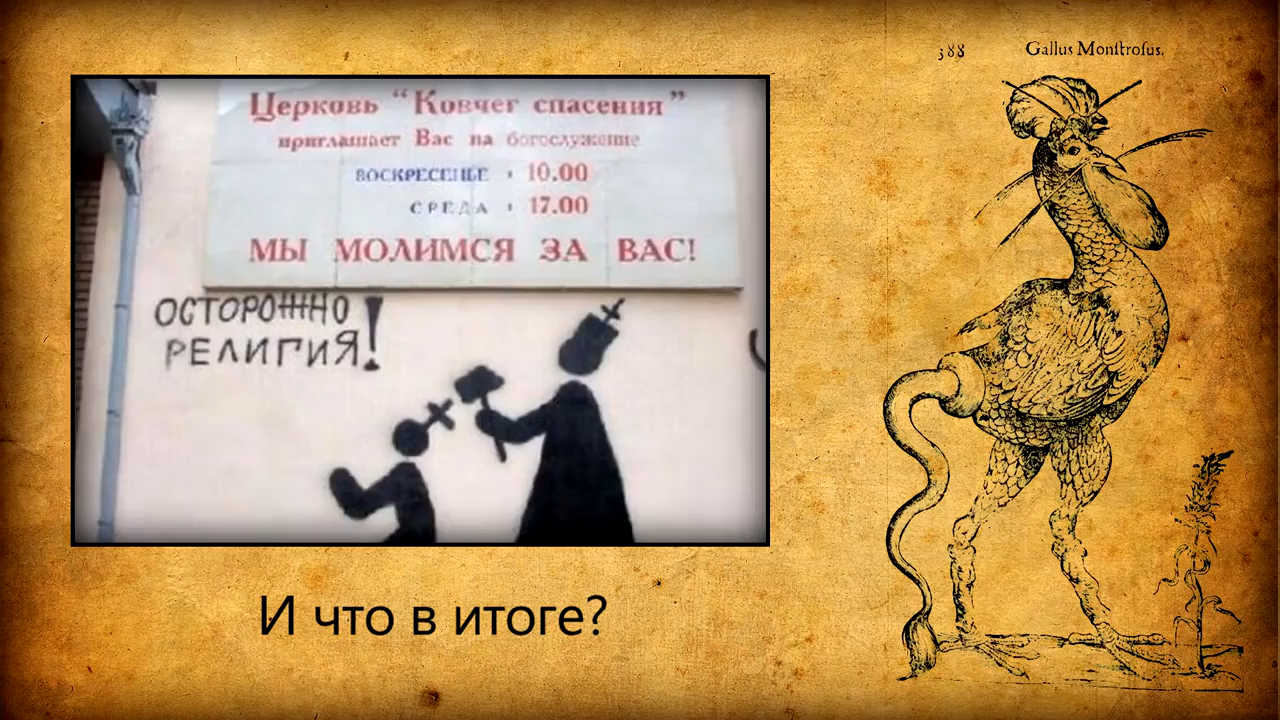 388 Gallus Monſtroſus.
Церковь “Ковчег спасения”
приглашает Вас на богослужение
ВОСКРЕСЕНЬЕ • 10.00
СРЕДА • 17.00
МЫ МОЛИМСЯ ЗА ВАС!
ОСТОРОЖНО
РЕЛИГИЯ!
И что в итоге?